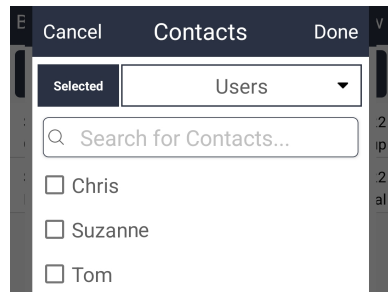 Cancel Contacts Done
Selected Users
Search for Contacts...
Chris
Suzanne
Tom